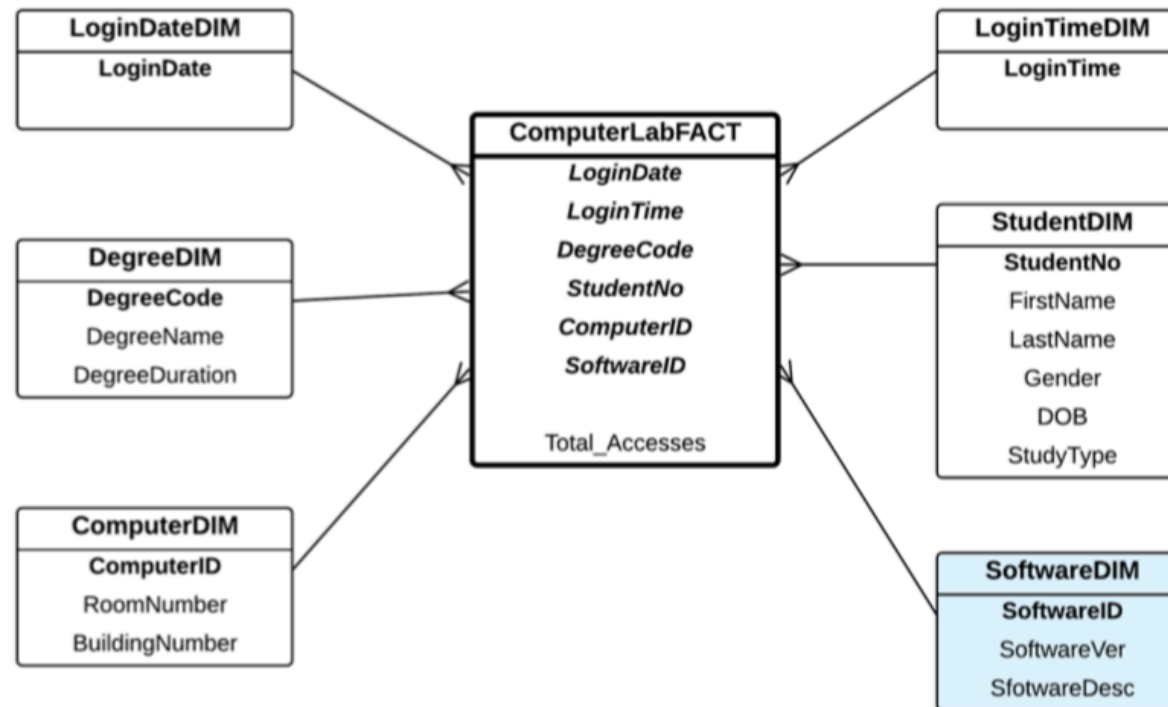 LoginDateDIM
LoginDate
DegreeDIM
DegreeCode
DegreeName
DegreeDuration
ComputerDIM
ComputerID
RoomNumber
BuildingNumber
ComputerLabFACT
LoginDate
LoginTime
DegreeCode
StudentNo
ComputerID
SoftwareID
Total_Accesses
LoginTimeDIM
LoginTime
StudentDIM
StudentNo
FirstName
LastName
Gender
DOB
StudyType
SoftwareDIM
SoftwareID
SoftwareVer
SfotwareDesc